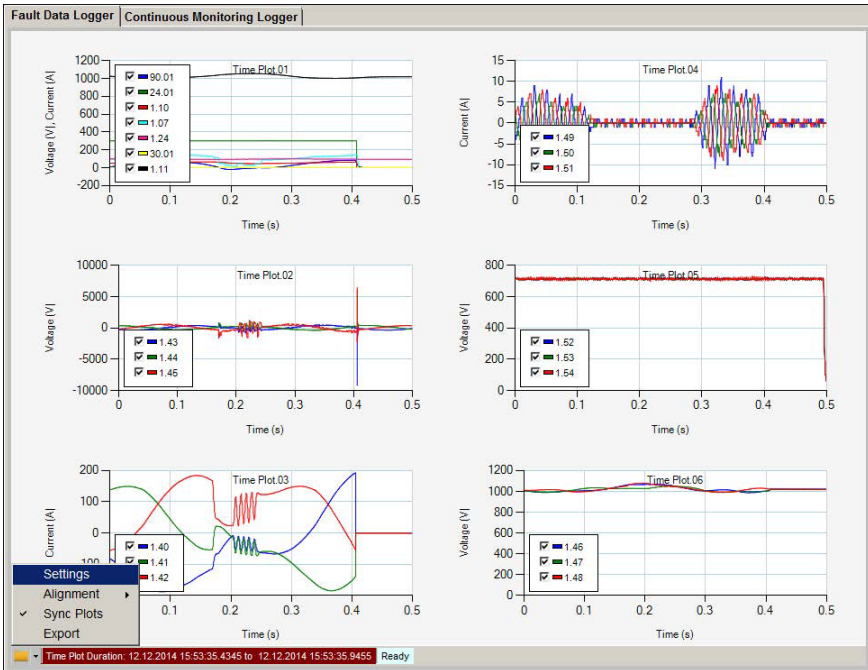 Fault Data Logger
Continuous Monitoring Logger
Time Plot.01
Voltage [V], Current [A]
1200
1000
800
600
400
200
0
-200
90.01
24.01
1.10
1.07
1.24
30.01
1.11
0 0.1 0.2 0.3 0.4 0.5
Time (s)
Time Plot.04
Current [A]
15
10
5
0
-5
-10
-15
1.49
1.50
1.51
0 0.1 0.2 0.3 0.4 0.5
Time (s)
Time Plot.02
Voltage [V]
10000
5000
0
-5000
-10000
1.43
1.44
1.45
0 0.1 0.2 0.3 0.4 0.5
Time (s)
Time Plot.05
Voltage [V]
800
600
400
200
0
1.52
1.53
1.54
0 0.1 0.2 0.3 0.4 0.5
Time (s)
Time Plot.03
Current [A]
200
100
0
1.40
1.41
1.42
0.1 0.2 0.3 0.4 0.5
Time (s)
Time Plot.06
Voltage [V]
1200
1000
800
600
400
200
0
1.46
1.47
1.48
0 0.1 0.2 0.3 0.4 0.5
Time (s)
Settings
Alignment
Sync Plots
Export
Time Plot Duration: 12.12.2014 15:53:35.4345 to 12.12.2014 15:53:35.9455
Ready